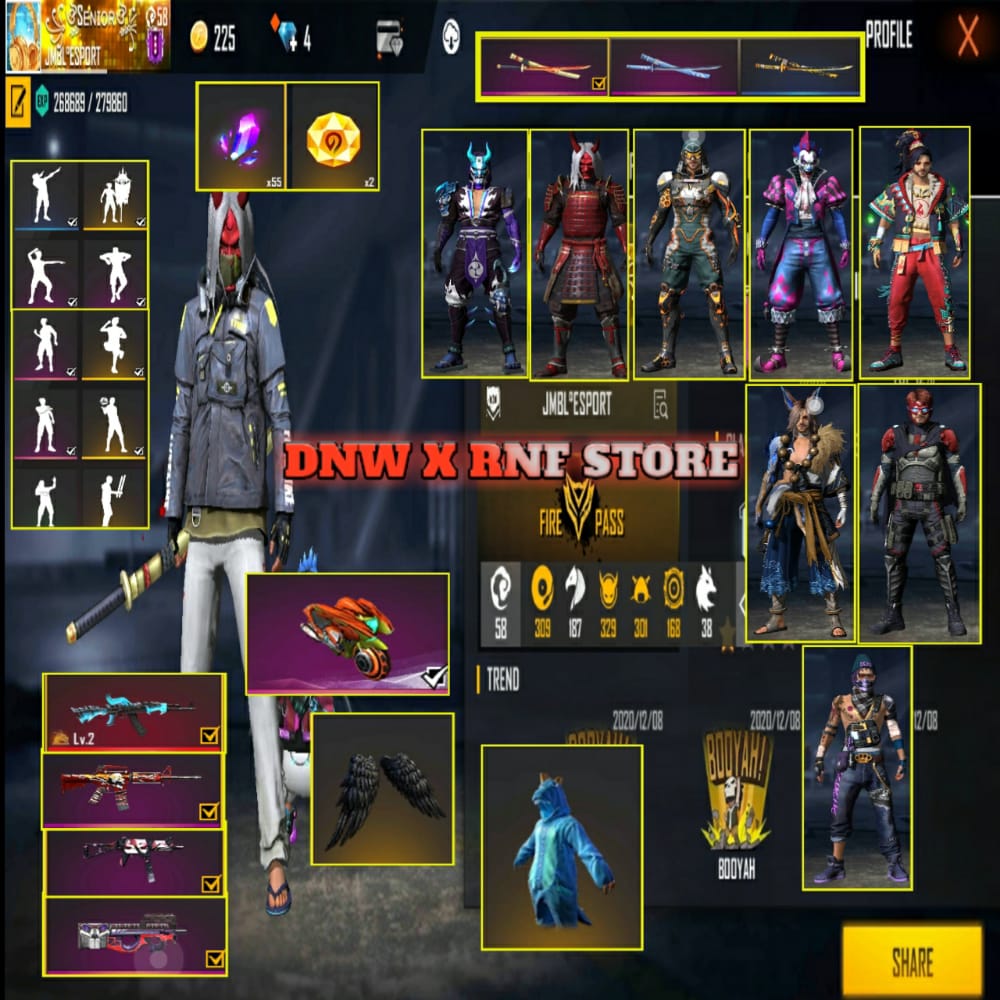 3SENIOR3
58
JMBL°ESPORT
225
4
PROFILE
EXP 268689 / 279860
x55
x2
JMBL°ESPORT
DNW X RNF STORE
FIRE PASS
58 309 187 329 301 168 38
TREND
2020/12/08
2020/12/08
12/08
BOOYAH!
BOOYAH
Lv.2
SHARE